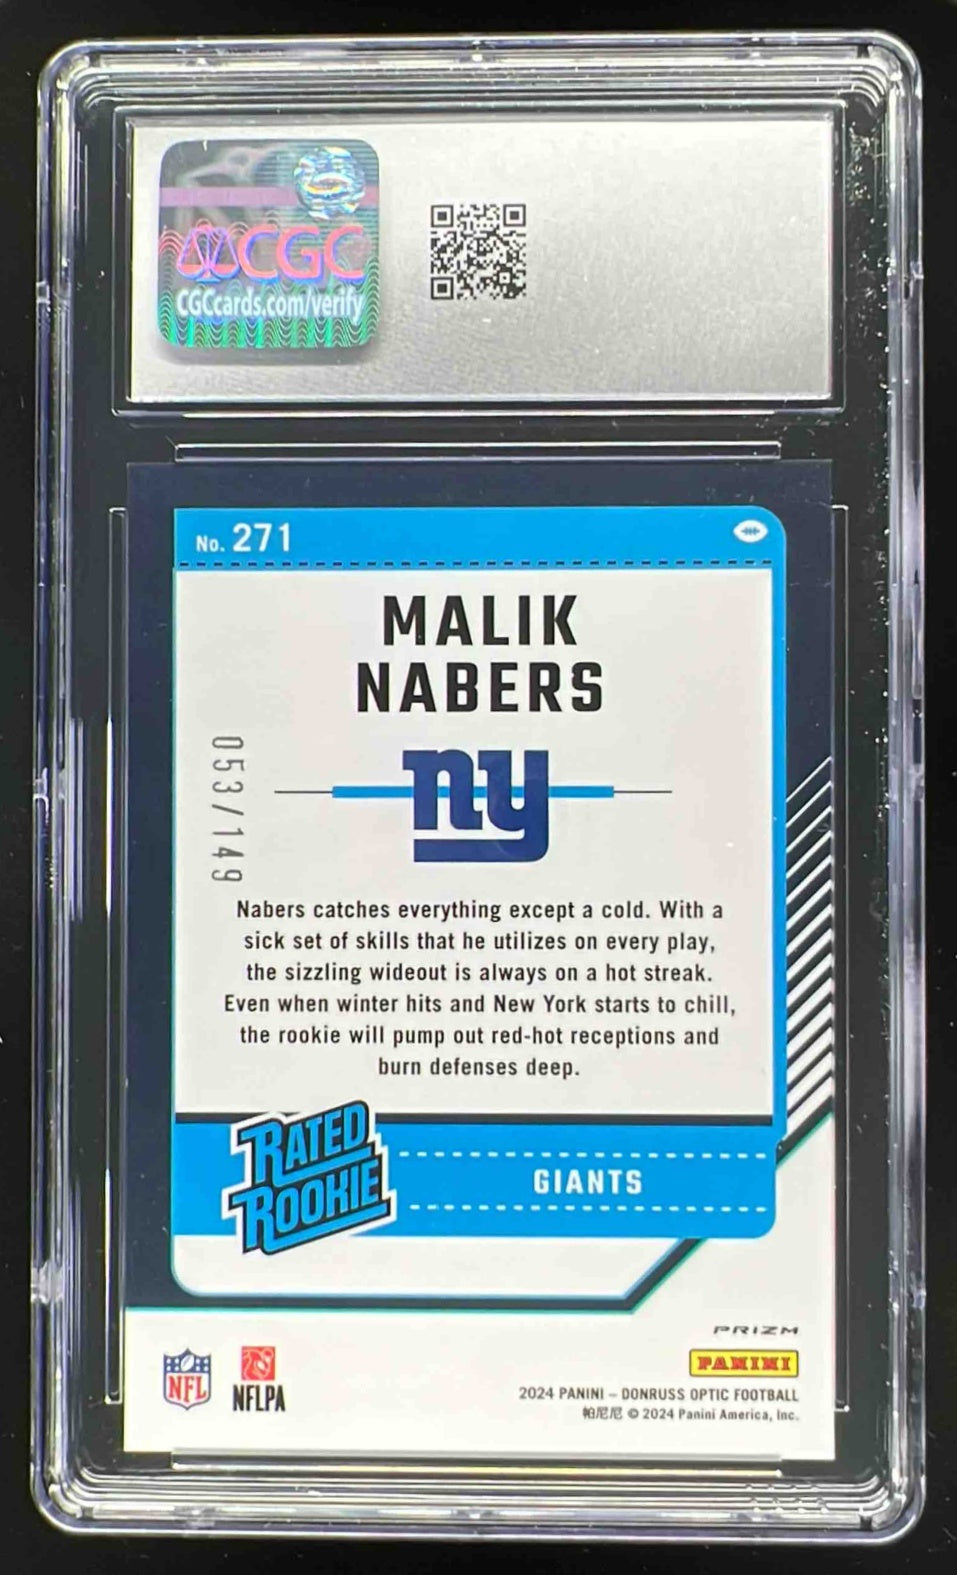 CGC
CGCcards.com/verify
No. 271
MALIK
NABERS
ny
053/149
Nabers catches everything except a cold. With a
sick set of skills that he utilizes on every play,
the sizzling wideout is always on a hot streak.
Even when winter hits and New York starts to chill,
the rookie will pump out red-hot receptions and
burn defenses deep.
RATED
ROOKIE
GIANTS
PRIZM
PANINI
NFL
NFLPA
2024 PANINI – DONRUSS OPTIC FOOTBALL
帕尼尼 © 2024 Panini America, Inc.